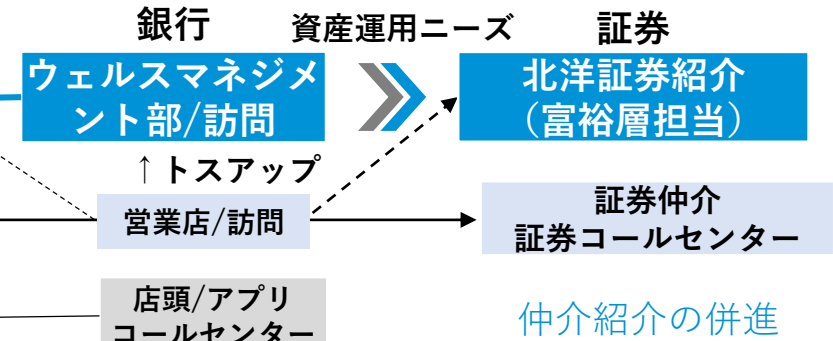 銀行
資産運用ニーズ
証券
ウェルスマネジメ
ント部/訪問
北洋証券紹介
（富裕層担当）
↑トスアップ
営業店/訪問
証券仲介
証券コールセンター
店頭/アプリ
コールセンター
仲介紹介の併進